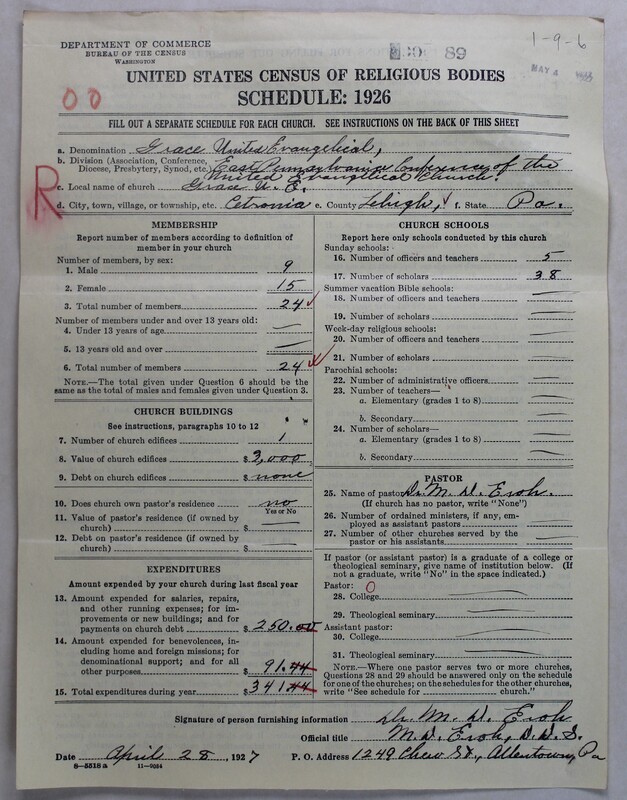 DEPARTMENT OF COMMERCE
BUREAU OF THE CENSUS
WASHINGTON
89
1-9-6
MAY 4
UNITED STATES CENSUS OF RELIGIOUS BODIES
SCHEDULE: 1926
00
FILL OUT A SEPARATE SCHEDULE FOR EACH CHURCH. SEE INSTRUCTIONS ON THE BACK OF THIS SHEET
a. Denomination Grace United Evangelical,
b. Division (Association, Conference, Diocese, Presbytery, Synod, etc.) East Pennsylvania Conference of the
United Evangelical Church.
R
c. Local name of church Grace U. E.
d. City, town, village, or township, etc. Cetronia e. County Lehigh, f. State Pa.
MEMBERSHIP
Report number of members according to definition of
member in your church
Number of members, by sex:
1. Male 9
2. Female 15
3. Total number of members 24
Number of members under and over 13 years old:
4. Under 13 years of age —
5. 13 years old and over —
6. Total number of members 24
NOTE.—The total given under Question 6 should be
same as the total of males and females given under Question 3.
CHURCH BUILDINGS
See instructions, paragraphs 10 to 12
7. Number of church edifices 1
8. Value of church edifices $ 3,000
9. Debt on church edifices $ none
10. Does church own pastor's residence no
Yes or No
11. Value of pastor's residence (if owned by
church) $ —
12. Debt on pastor's residence (if owned by
church) $ —
EXPENDITURES
Amount expended by your church during last fiscal year
13. Amount expended for salaries, repairs,
and other running expenses; for im-
provements or new buildings; and for
payments on church debt $ 250.00
14. Amount expended for benevolences,
including home and foreign missions; for
denominational support; and for all
other purposes $ 91.44
15. Total expenditures during year $ 341.44
CHURCH SCHOOLS
Report here only schools conducted by this church
Sunday schools:
16. Number of officers and teachers 5
17. Number of scholars 38
Summer vacation Bible schools:
18. Number of officers and teachers —
19. Number of scholars —
Week-day religious schools:
20. Number of officers and teachers —
21. Number of scholars —
Parochial schools:
22. Number of administrative officers —
23. Number of teachers—
a. Elementary (grades 1 to 8) —
b. Secondary —
24. Number of scholars—
a. Elementary (grades 1 to 8) —
b. Secondary —
PASTOR
25. Name of pastor Dr. M. D. Eroh.
(If church has no pastor, write "None")
26. Number of ordained ministers, if any, em-
ployed as assistant pastors —
27. Number of other churches served by the
pastor or his assistants —
If pastor (or assistant pastor) is a graduate of a college or
theological seminary, give name of institution below. (If
not a graduate, write "No" in the space indicated.)
Pastor: 0
28. College —
29. Theological seminary —
Assistant pastor:
30. College —
31. Theological seminary —
NOTE.—Where one pastor serves two or more churches,
Questions 28 and 29 should be answered only on the schedule
for one of the churches; on the schedules for the other churches,
write "See schedule for church."
Signature of person furnishing information Dr. M. D. Eroh
Official title M. D. Eroh, D.D.S.
Date April 28, 1927 P. O. Address 1249 Chew St., Allentown, Pa
8-5518 a 11-9034